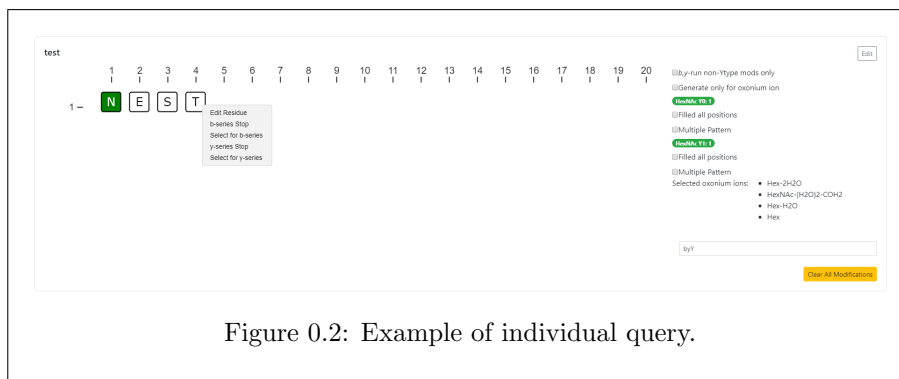 test
Edit
1 2 3 4 5 6 7 8 9 10 11 12 13 14 15 16 17 18 19 20
1
N E S T
Edit Residue
b-series Stop
Select for b-series
y-series Stop
Select for y-series
b,y-run non-Ytype mods only
Generate only for oxonium ion
HexNAc Y0: 1
Filled all positions
Multiple Pattern
HexNAc Y1: 1
Filled all positions
Multiple Pattern
Selected oxonium ions:
• Hex-2H2O
• HexNAc-(H2O)2-COH2
• Hex-H2O
• Hex
byY
Clear All Modifications
Figure 0.2: Example of individual query.